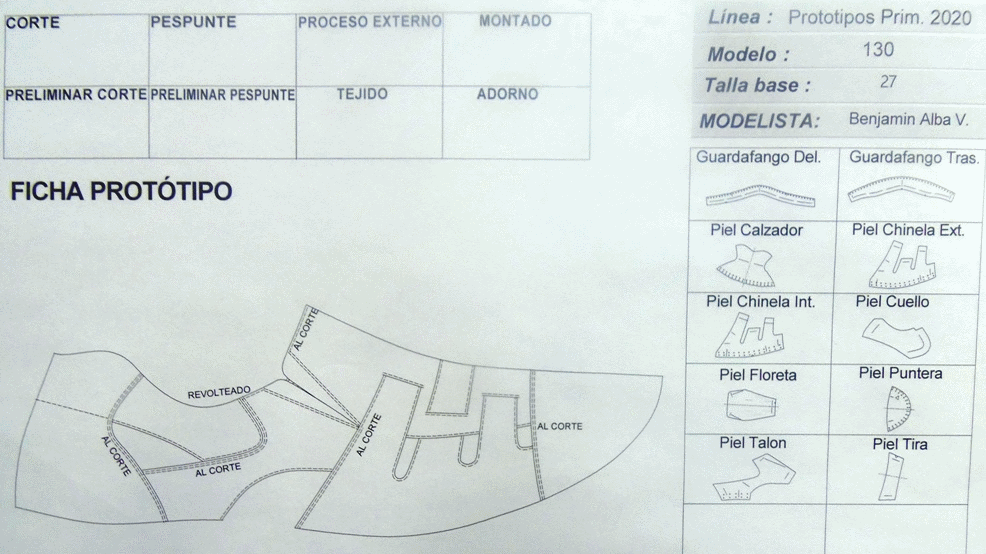 CORTE PESPUNTE PROCESO EXTERNO MONTADO
PRELIMINAR CORTE PRELIMINAR PESPUNTE TEJIDO ADORNO
FICHA PROTÓTIPO
Línea : Prototipos Prim. 2020
Modelo : 130
Talla base : 27
MODELISTA: Benjamin Alba V.
Guardafango Del. Guardafango Tras.
Piel Calzador Piel Chinela Ext.
Piel Chinela Int. Piel Cuello
Piel Floreta Piel Puntera
Piel Talon Piel Tira
AL CORTE
REVOLTEADO
AL CORTE
AL CORTE
AL CORTE
AL CORTE